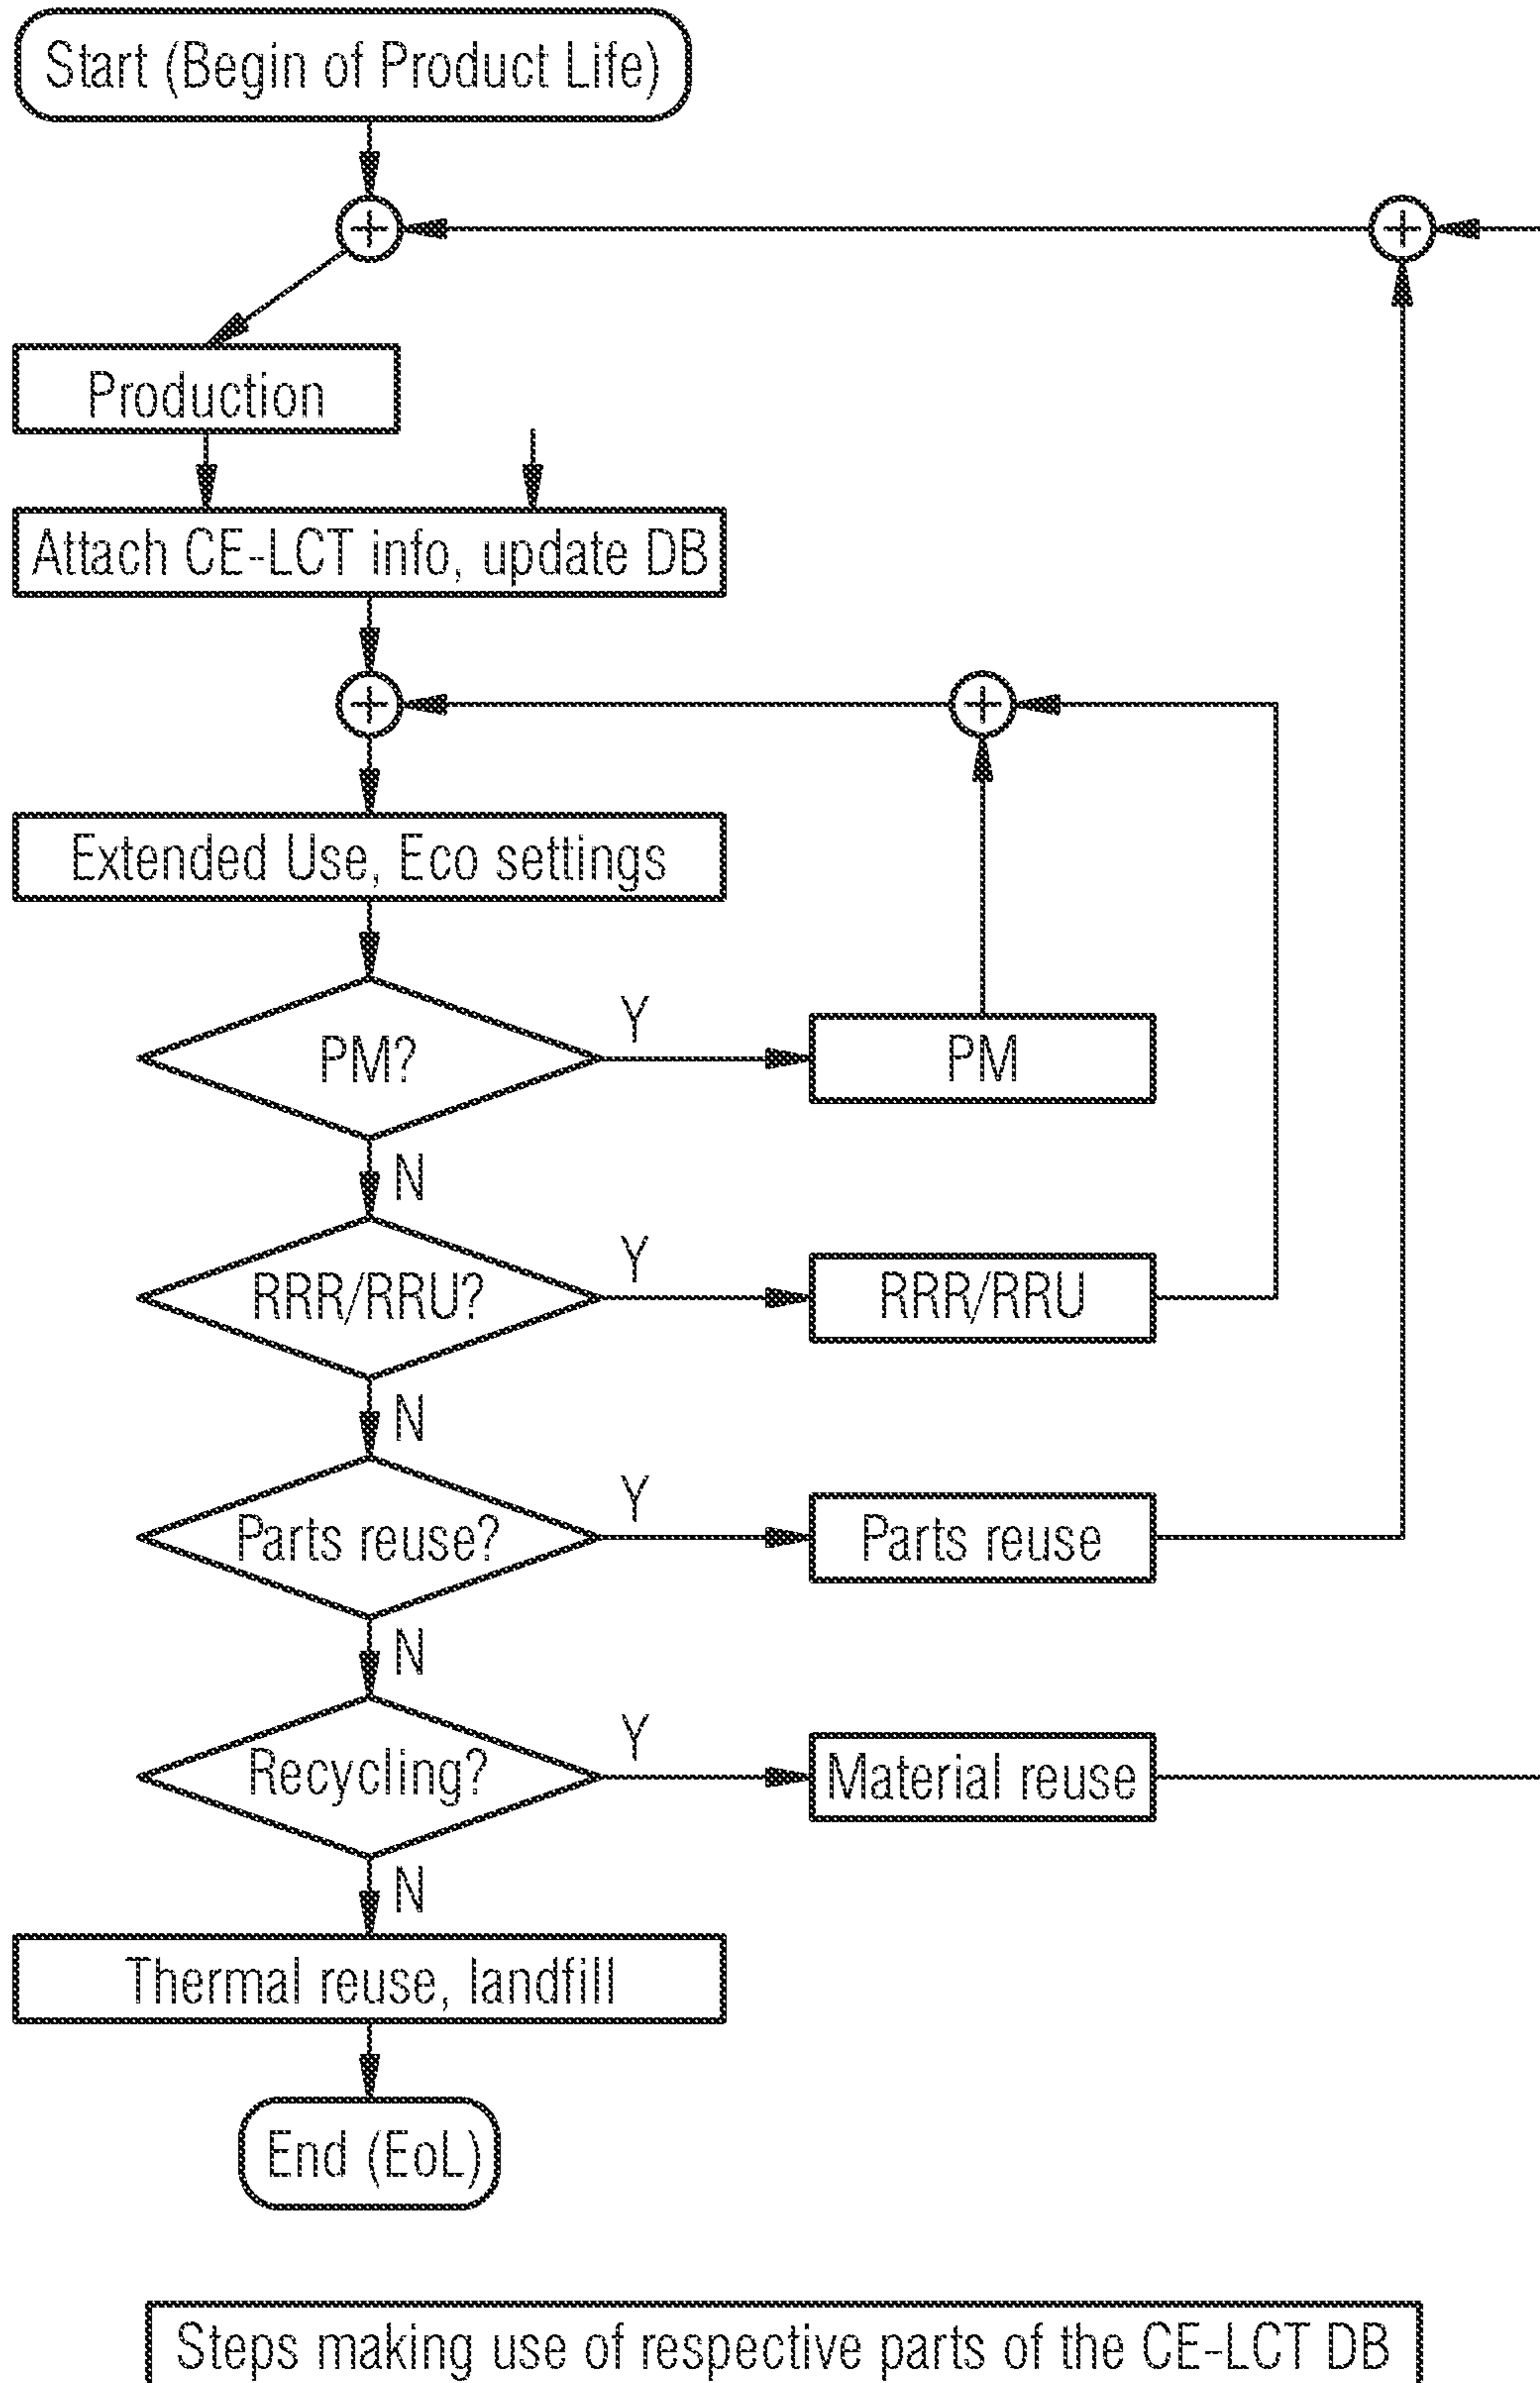 Start (Begin of Product Life)
Production
Attach CE-LCT info, update DB
Extended Use, Eco settings
PM?
Y
PM
N
RRR/RRU?
Y
RRR/RRU
N
Parts reuse?
Y
Parts reuse
N
Recycling?
Y
Material reuse
N
Thermal reuse, landfill
End (EoL)
Steps making use of respective parts of the CE-LCT DB